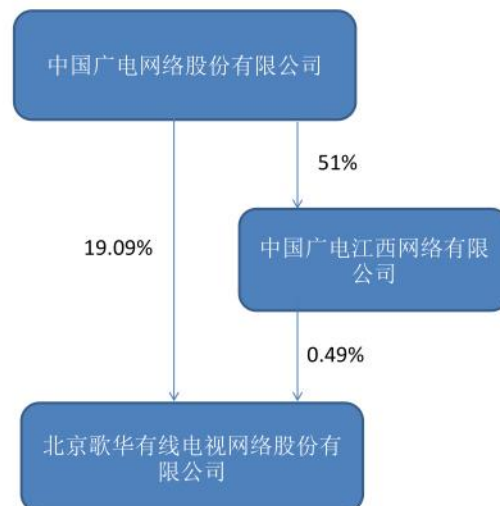 中国广电网络股份有限公司
51%
19.09%
中国广电江西网络有限
公司
0.49%
北京歌华有线电视网络股份有
限公司